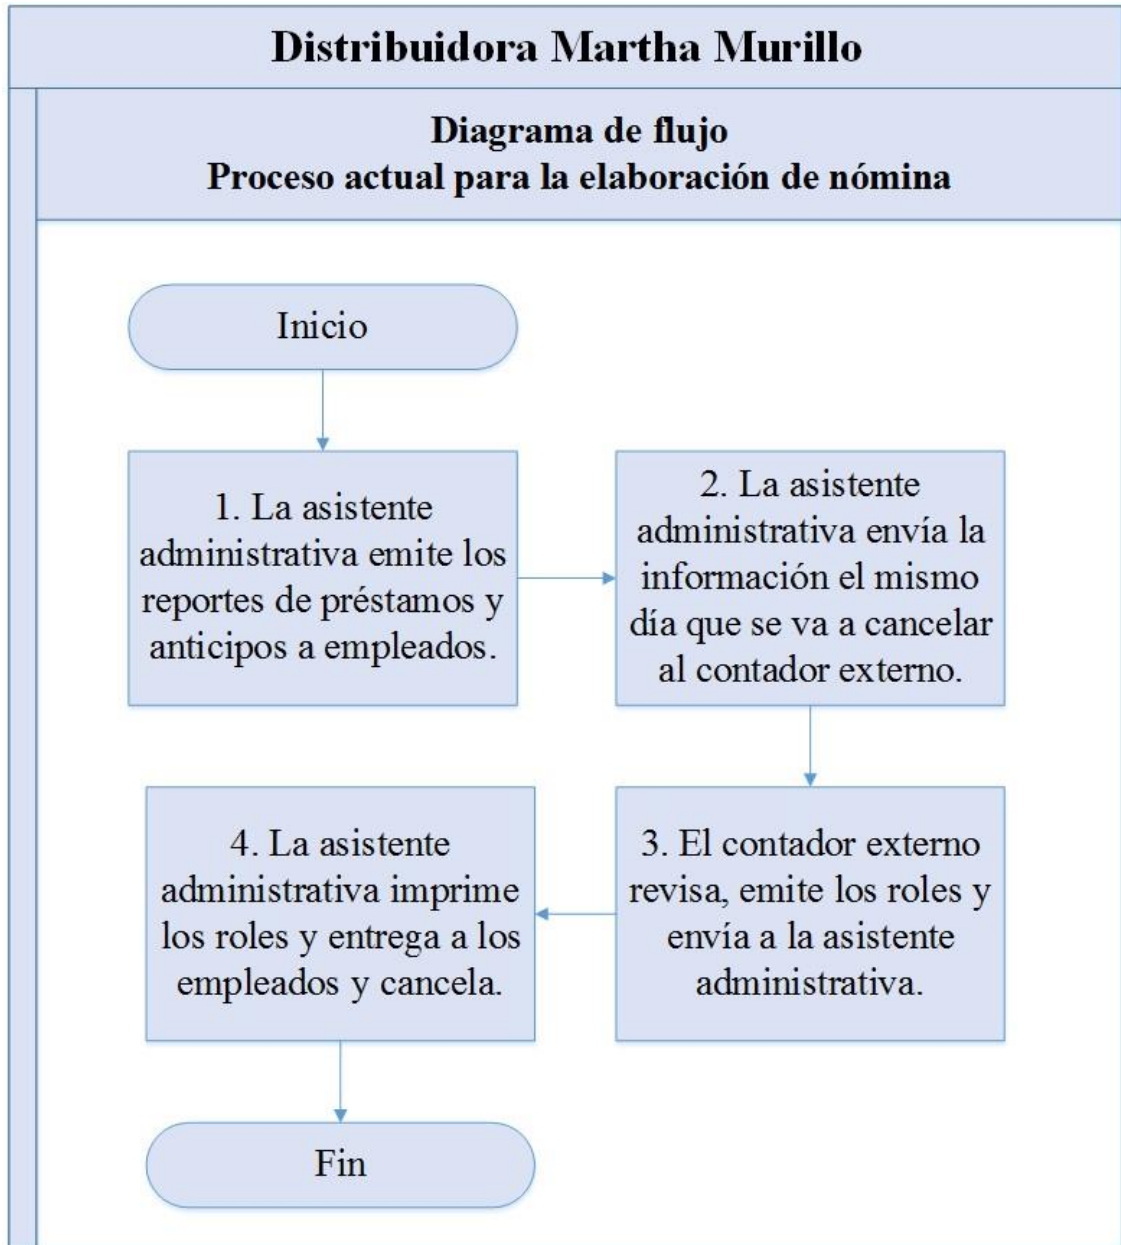 Distribuidora Martha Murillo
Diagrama de flujo
Proceso actual para la elaboración de nómina
Inicio
1. La asistente
administrativa emite los
reportes de préstamos y
anticipos a empleados.
2. La asistente
administrativa envía la
información el mismo
día que se va a cancelar
al contador externo.
3. El contador externo
revisa, emite los roles y
envía a la asistente
administrativa.
4. La asistente
administrativa imprime
los roles y entrega a los
empleados y cancela.
Fin